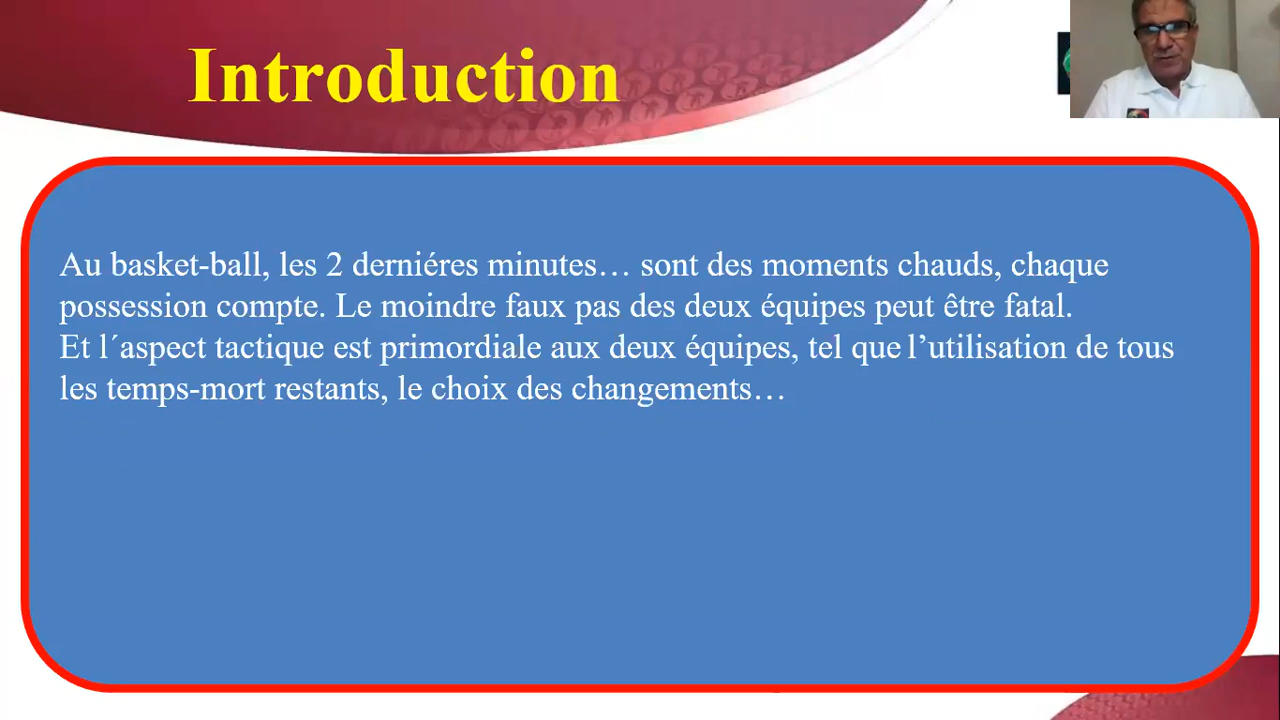 Introduction
Au basket-ball, les 2 derniéres minutes… sont des moments chauds, chaque
possession compte. Le moindre faux pas des deux équipes peut être fatal.
Et l´aspect tactique est primordiale aux deux équipes, tel que l’utilisation de tous
les temps-mort restants, le choix des changements…